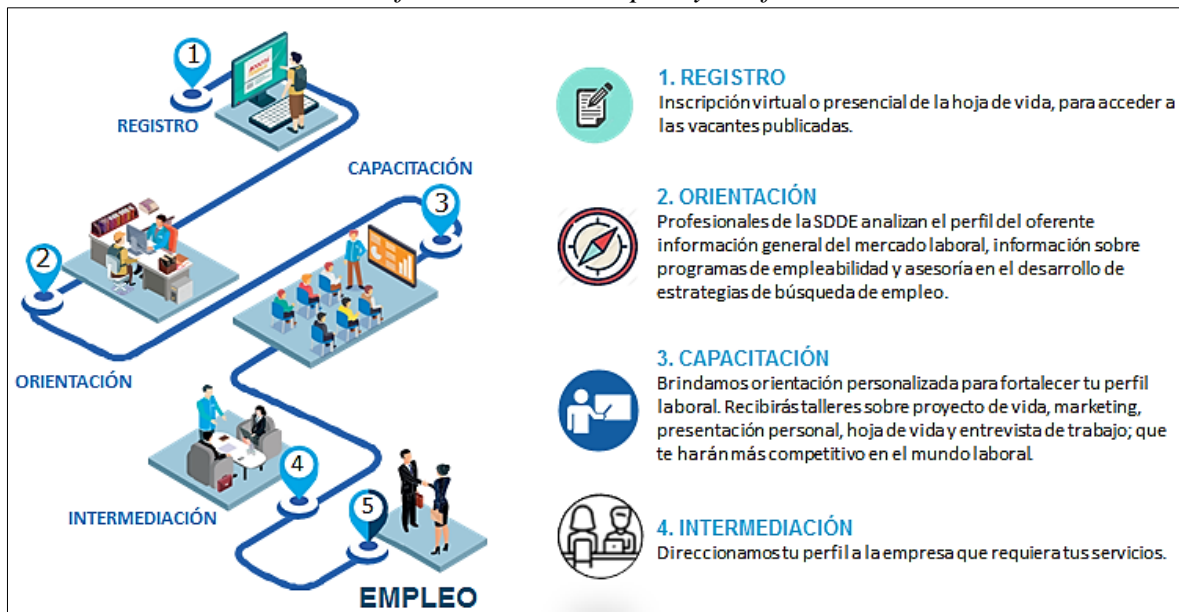 1
REGISTRO
CAPACITACIÓN
3
2
ORIENTACIÓN
4
INTERMEDIACIÓN
5
EMPLEO
1. REGISTRO
Inscripción virtual o presencial de la hoja de vida, para acceder a
las vacantes publicadas.
2. ORIENTACIÓN
Profesionales de la SDDE analizan el perfil del oferente
información general del mercado laboral, información sobre
programas de empleabilidad y asesoría en el desarrollo de
estrategias de búsqueda de empleo.
3. CAPACITACIÓN
Brindamos orientación personalizada para fortalecer tu perfil
laboral. Recibirás talleres sobre proyecto de vida, marketing,
presentación personal, hoja de vida y entrevista de trabajo; que
te harán más competitivo en el mundo laboral.
4. INTERMEDIACIÓN
Direccionamos tu perfil a la empresa que requiera tus servicios.